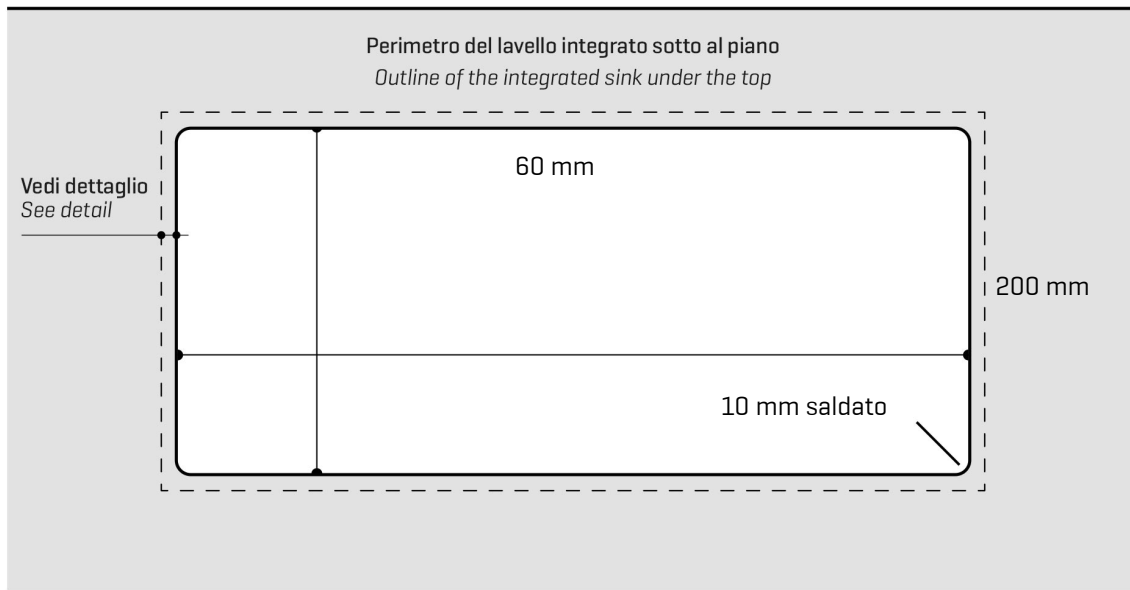 Perimetro del lavello integrato sotto al piano
Outline of the integrated sink under the top
60 mm
Vedi dettaglio
See detail
200 mm
10 mm saldato